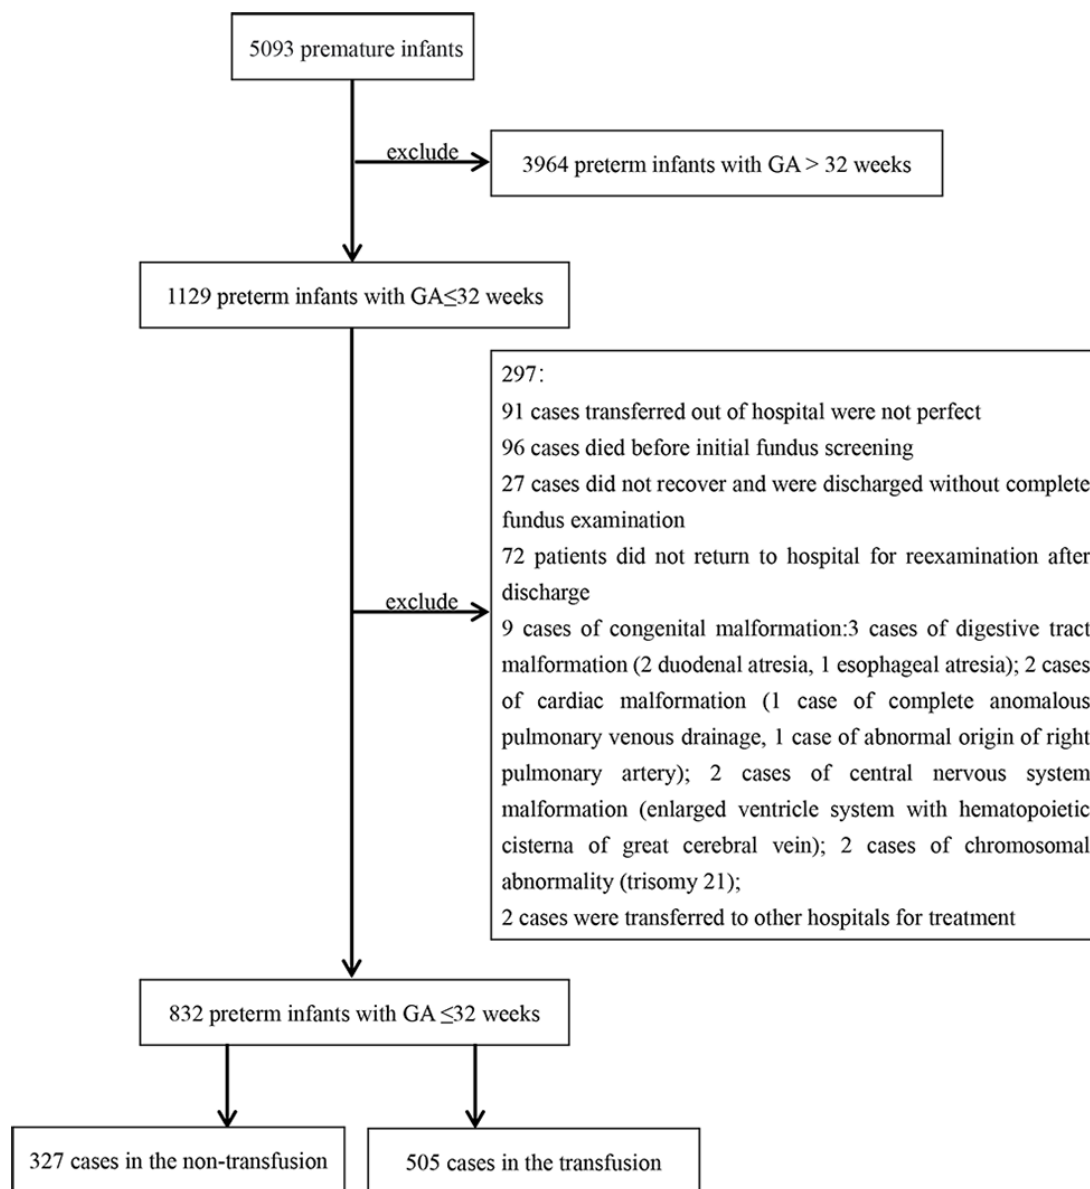 5093 premature infants
exclude
3964 preterm infants with GA > 32 weeks
1129 preterm infants with GA≤32 weeks
297:
91 cases transferred out of hospital were not perfect
96 cases died before initial fundus screening
27 cases did not recover and were discharged without complete
fundus examination
72 patients did not return to hospital for reexamination after
discharge
exclude
9 cases of congenital malformation:3 cases of digestive tract
malformation (2 duodenal atresia, 1 esophageal atresia); 2 cases
of cardiac malformation (1 case of complete anomalous
pulmonary venous drainage, 1 case of abnormal origin of right
pulmonary artery); 2 cases of central nervous system
malformation (enlarged ventricle system with hematopoietic
cisterna of great cerebral vein); 2 cases of chromosomal
abnormality (trisomy 21);
2 cases were transferred to other hospitals for treatment
832 preterm infants with GA ≤32 weeks
327 cases in the non-transfusion
505 cases in the transfusion